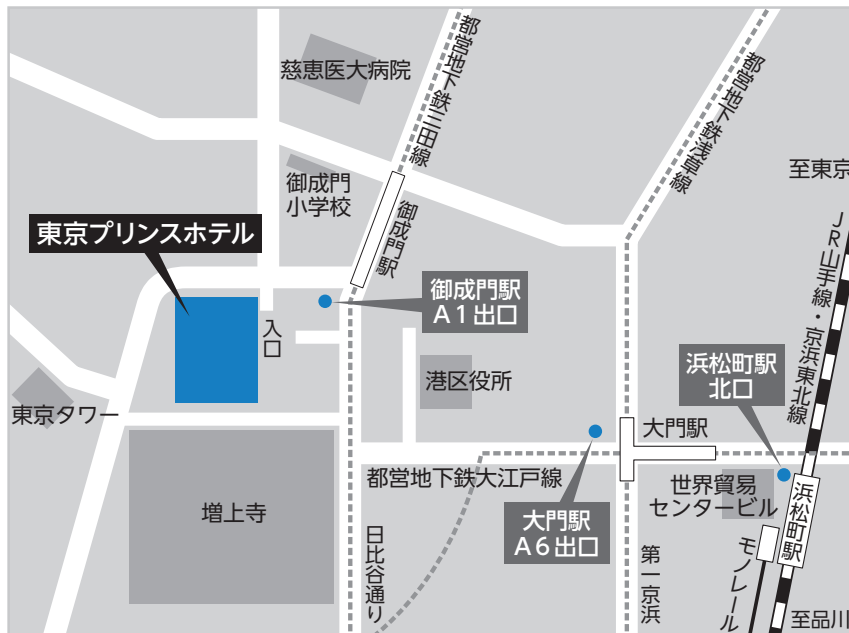 慈恵医大病院
都営地下鉄三田線
都営地下鉄浅草線
至東京
御成門
小学校
御成門駅
東京プリンスホテル
JR山手線・京浜東北線
御成門駅
A1出口
入口
浜松町駅
北口
港区役所
東京タワー
大門駅
都営地下鉄大江戸線
世界貿易
センタービル
浜松町駅
増上寺
大門駅
A6出口
日比谷通り
第一京浜
モノレール
至品川